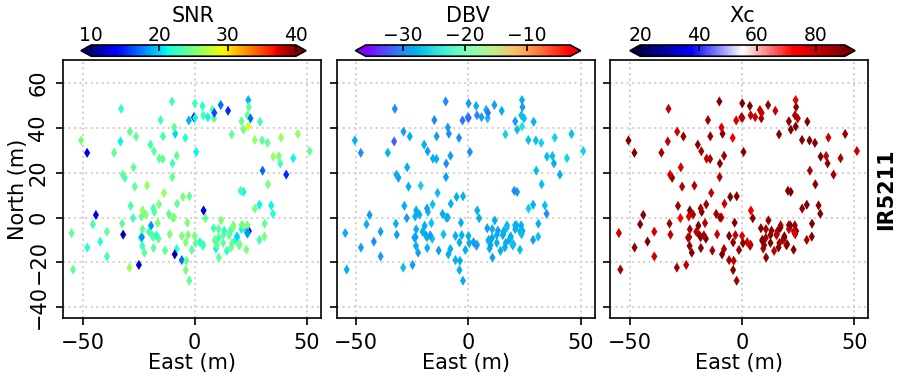 SNR DBV Xc
10 20 30 40 −30 −20 −10 20 40 60 80
60
40
20
0
−20
−40
North (m)
−50 0 50 −50 0 50 −50 0 50
East (m) East (m) East (m)
IR5211